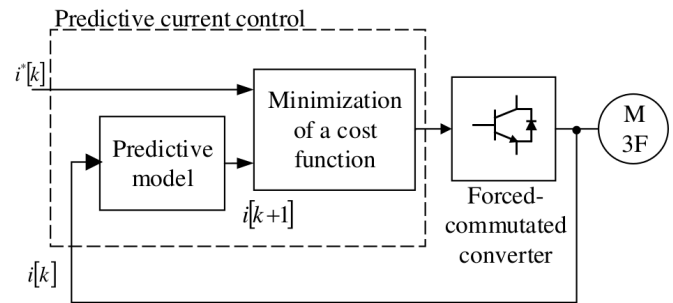 Predictive current control
i*[k]
Minimization
of a cost
function
Predictive
model
i[k+1]
i[k]
M
3F
Forced-
commutated
converter